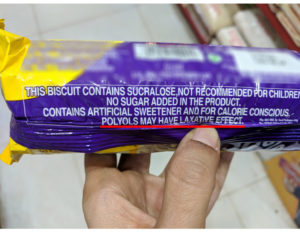 THIS BISCUIT CONTAINS SUCRALOSE, NOT RECOMMENDED FOR CHILDREN
NO SUGAR ADDED IN THE PRODUCT.
CONTAINS ARTIFICIAL SWEETENER AND FOR CALORIE CONSCIOUS.
POLYOLS MAY HAVE LAXATIVE EFFECT.